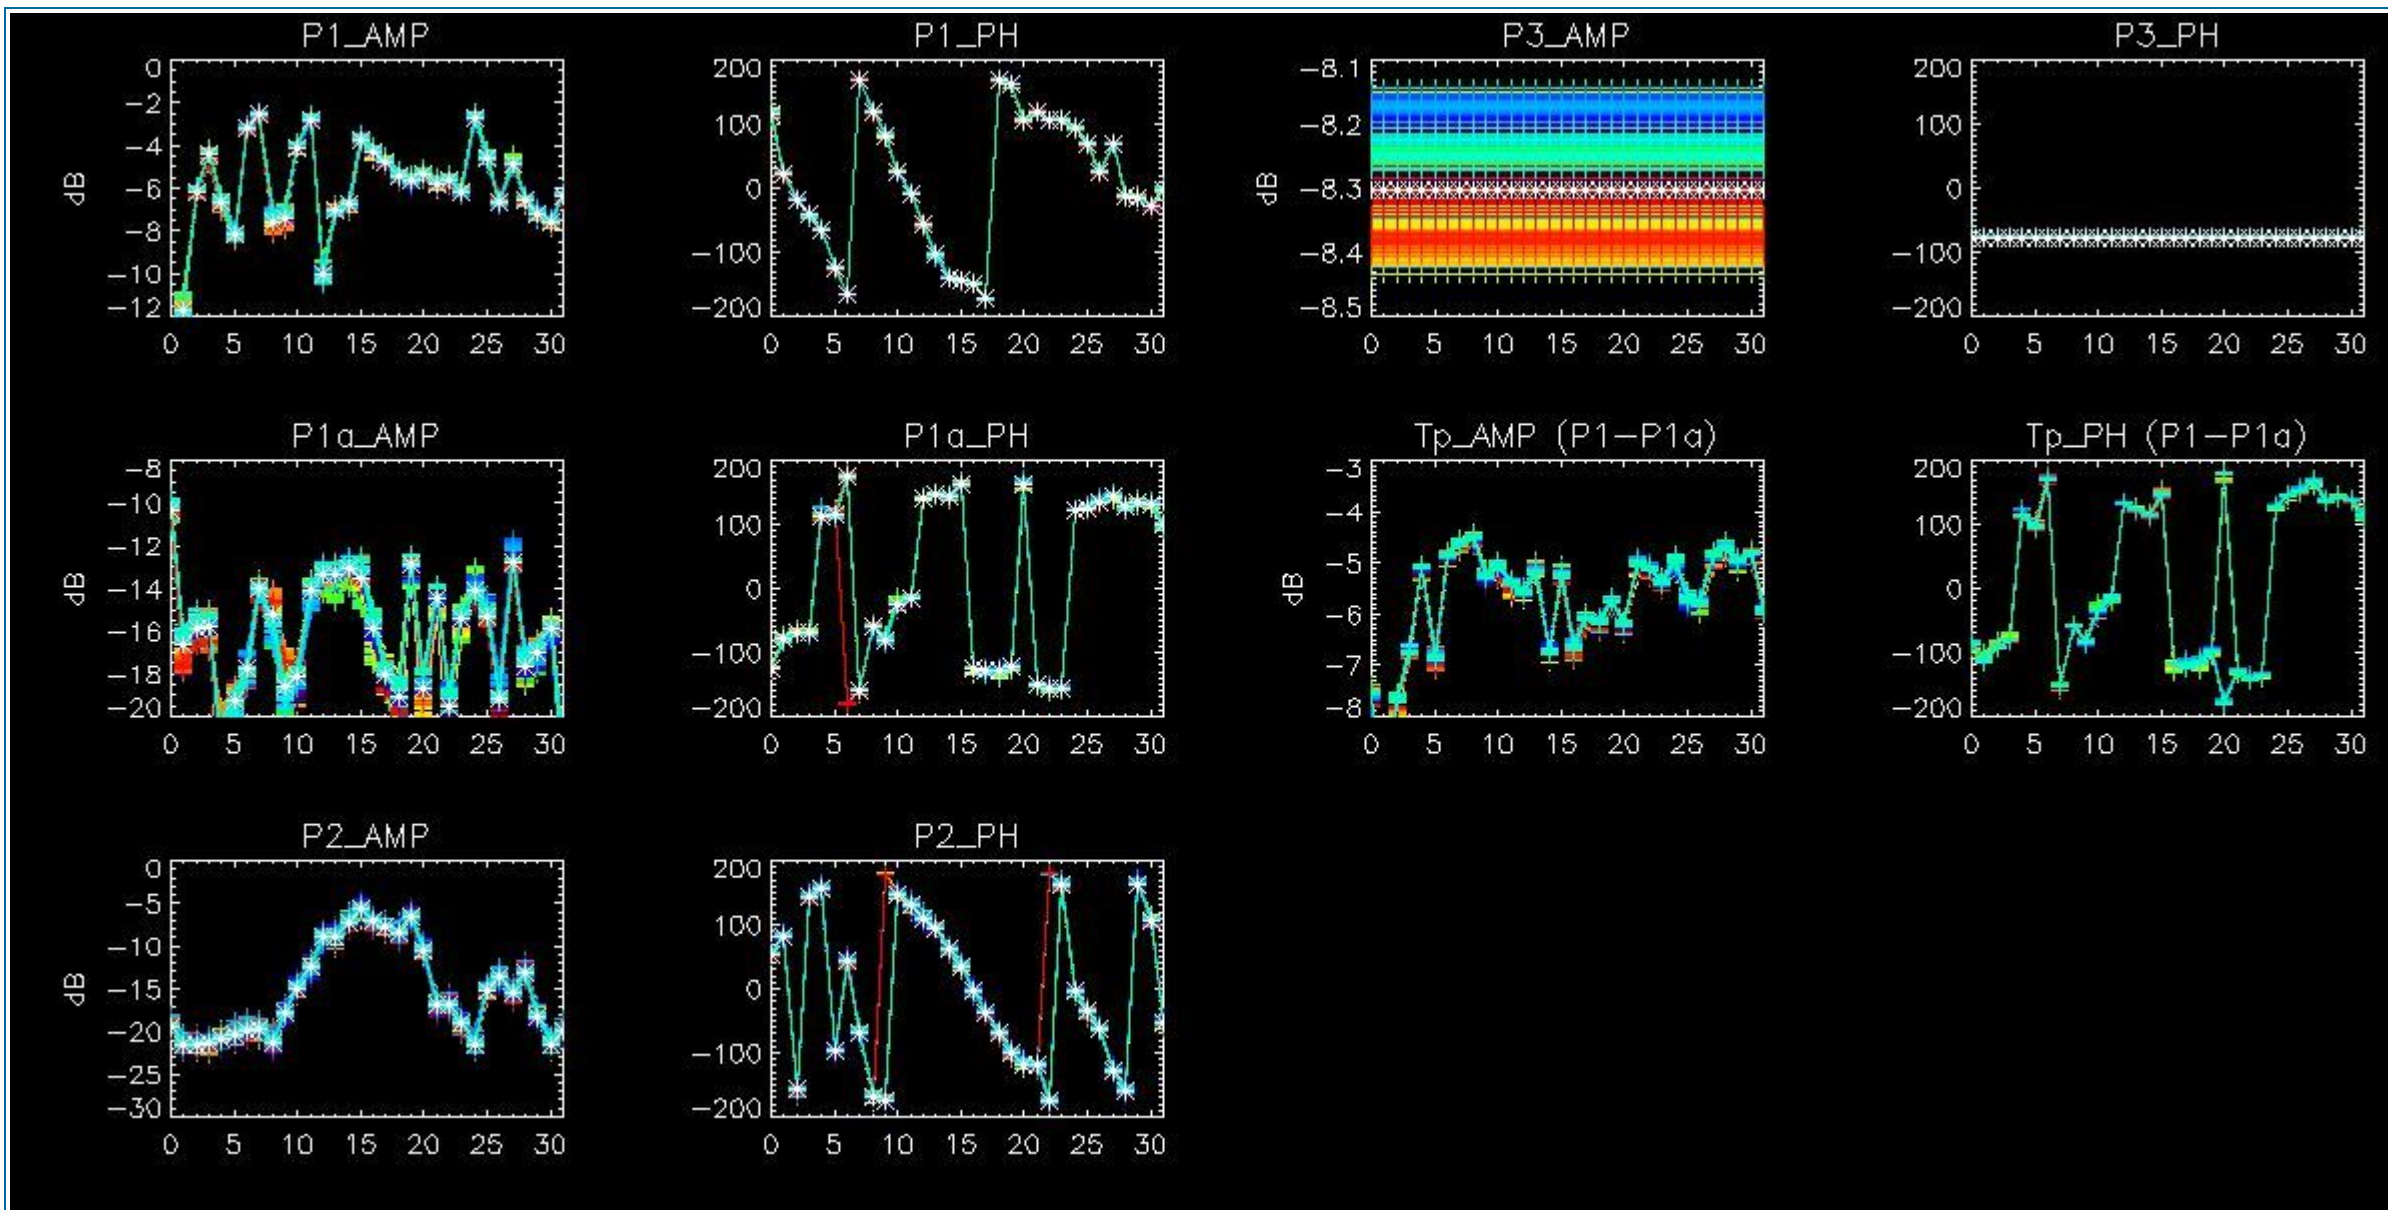 P1_AMP
0
−2
−4
−6
−8
−10
−12
dB
0 5 10 15 20 25 30
P1_PH
200
100
0
−100
−200
0 5 10 15 20 25 30
P3_AMP
−8.1
−8.2
−8.3
−8.4
−8.5
dB
0 5 10 15 20 25 30
P3_PH
200
100
0
−100
−200
0 5 10 15 20 25 30
P1a_AMP
−8
−10
−12
−14
−16
−18
−20
dB
0 5 10 15 20 25 30
P1a_PH
200
100
0
−100
−200
0 5 10 15 20 25 30
Tp_AMP (P1−P1a)
−3
−4
−5
−6
−7
−8
dB
0 5 10 15 20 25 30
Tp_PH (P1−P1a)
200
100
0
−100
−200
0 5 10 15 20 25 30
P2_AMP
0
−5
−10
−15
−20
−25
−30
dB
0 5 10 15 20 25 30
P2_PH
200
100
0
−100
−200
0 5 10 15 20 25 30